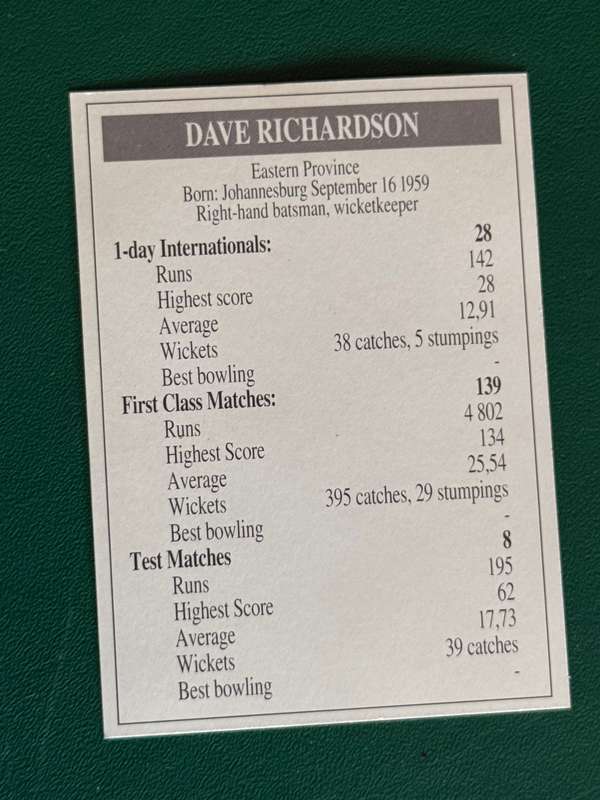 DAVE RICHARDSON
Eastern Province
Born: Johannesburg September 16 1959
Right-hand batsman, wicketkeeper
1-day Internationals: 28
Runs 142
Highest score 28
Average 12,91
Wickets 38 catches, 5 stumpings
Best bowling -
First Class Matches: 139
Runs 4 802
Highest Score 134
Average 25,54
Wickets 395 catches, 29 stumpings
Best bowling -
Test Matches 8
Runs 195
Highest Score 62
Average 17,73
Wickets 39 catches
Best bowling -